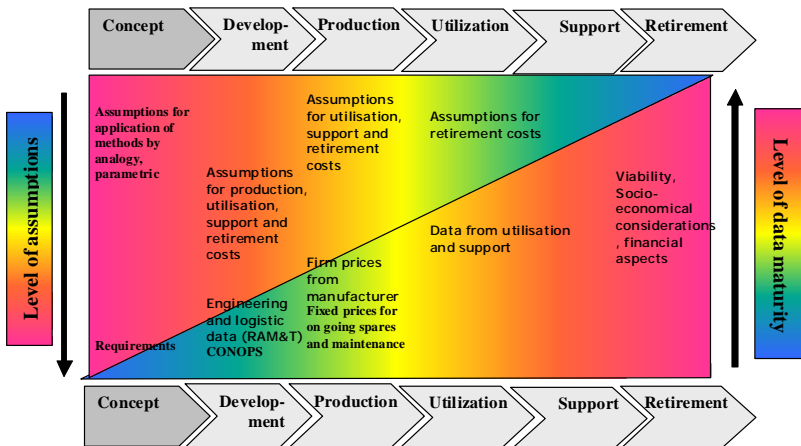 Concept
Develop-
ment
Production
Utilization
Support
Retirement
Level of assumptions
Assumptions for
application of
methods by
analogy,
parametric
Assumptions
for production,
utilisation,
support and
retirement
costs
Assumptions
for utilisation,
support and
retirement
costs
Assumptions for
retirement costs
Viability,
Socio-
economical
considerations
, financial
aspects
Level of data maturity
Requirements
Engineering
and logistic
data (RAM&T)
CONOPS
Firm prices
from
manufacturer
Fixed prices for
on going spares
and maintenance
Data from utilisation
and support
Concept
Develop-
ment
Production
Utilization
Support
Retirement